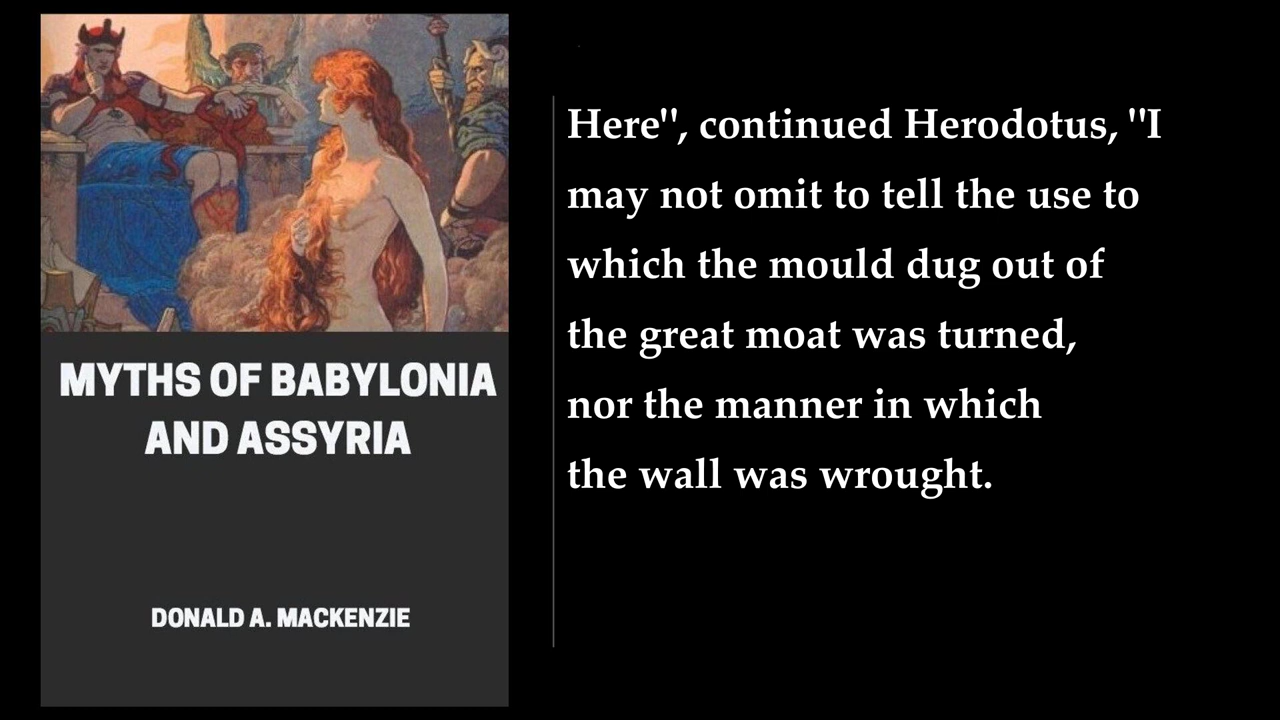 MYTHS OF BABYLONIA
AND ASSYRIA
DONALD A. MACKENZIE
Here", continued Herodotus, "I
may not omit to tell the use to
which the mould dug out of
the great moat was turned,
nor the manner in which
the wall was wrought.